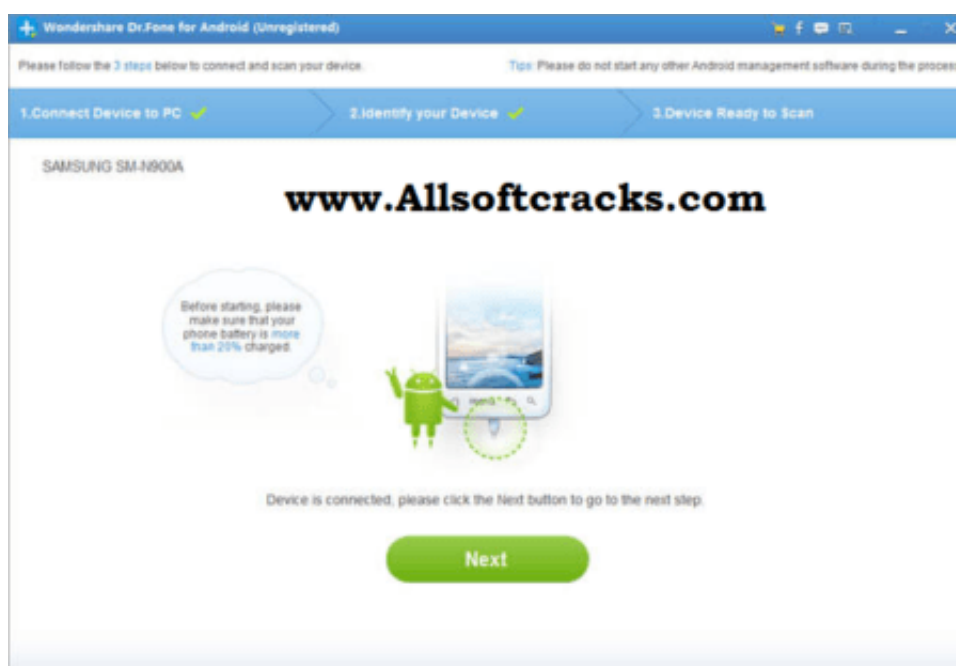 Wondershare Dr.Fone for Android (Unregistered)
Please follow the 3 steps below to connect and scan your device.
Tips: Please do not start any other Android management software during the process
1.Connect Device to PC
2.Identify your Device
3.Device Ready to Scan
SAMSUNG SM-N900A
www.Allsoftcracks.com
Before starting, please
make sure that your
phone battery is more
than 20% charged
Device is connected, please click the Next button to go to the next step.
Next